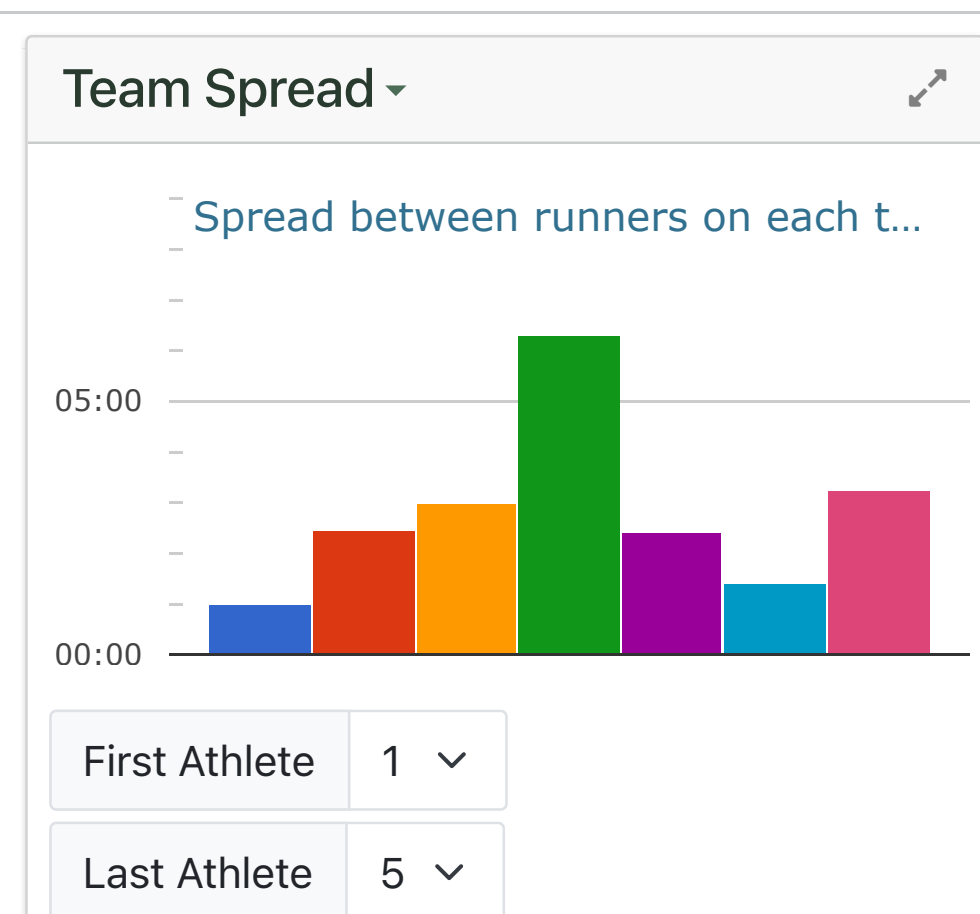 Team Spread
Spread between runners on each t...
05:00
00:00
First Athlete 1
Last Athlete 5